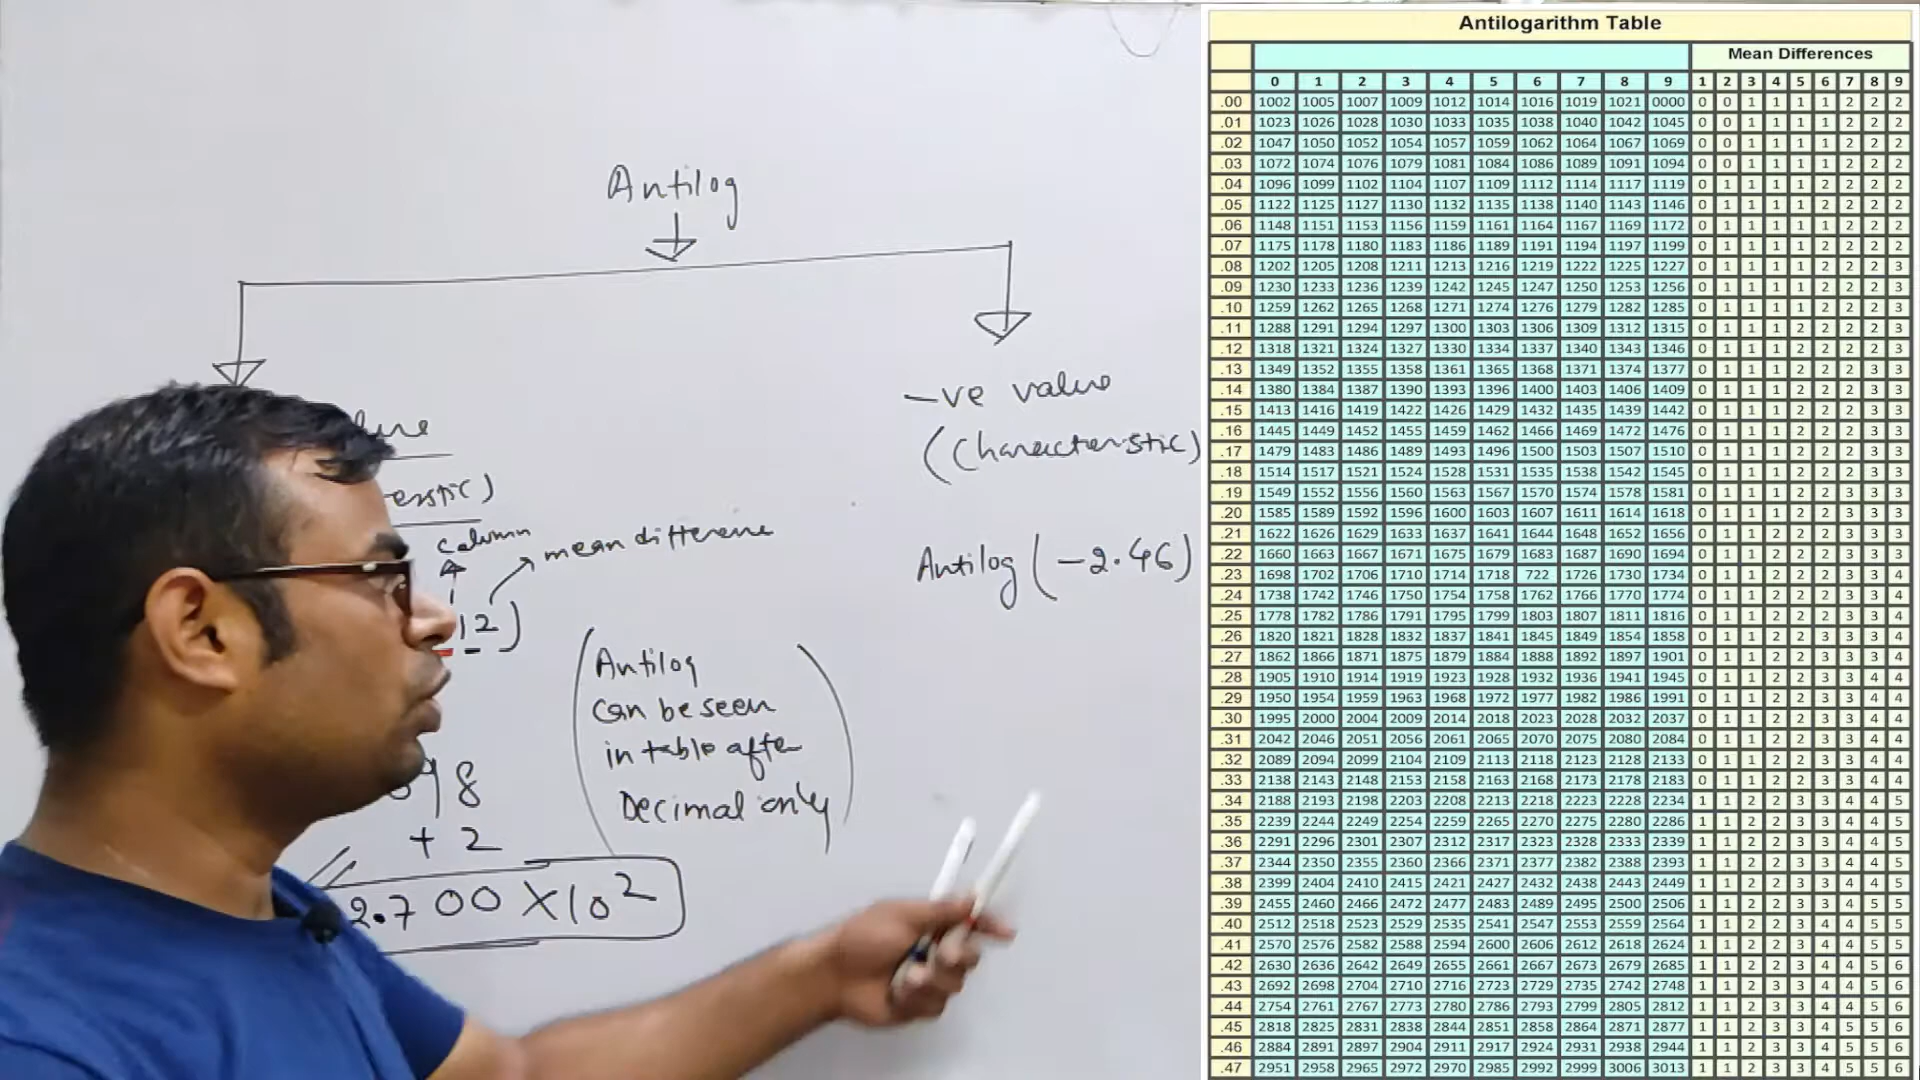 Antilog
-ve value
(Characteristic)
column
mean difference
12)
Antilog (-2.46)
(Antilog
can be seen
in table after
Decimal only)
98
+ 2
2.700 X 10²
Antilogarithm Table
Mean Differences
0 1 2 3 4 5 6 7 8 9 1 2 3 4 5 6 7 8 9
.00 1002 1005 1007 1009 1012 1014 1016 1019 1021 0000 0 0 1 1 1 1 2 2 2
.01 1023 1026 1028 1030 1033 1035 1038 1040 1042 1045 0 0 1 1 1 1 2 2 2
.02 1047 1050 1052 1054 1057 1059 1062 1064 1067 1069 0 0 1 1 1 1 2 2 2
.03 1072 1074 1076 1079 1081 1084 1086 1089 1091 1094 0 0 1 1 1 1 2 2 2
.04 1096 1099 1102 1104 1107 1109 1112 1114 1117 1119 0 1 1 1 1 2 2 2 2
.05 1122 1125 1127 1130 1132 1135 1138 1140 1143 1146 0 1 1 1 1 2 2 2 2
.06 1148 1151 1153 1156 1159 1161 1164 1167 1169 1172 0 1 1 1 1 2 2 2 2
.07 1175 1178 1180 1183 1186 1189 1191 1194 1197 1199 0 1 1 1 1 2 2 2 2
.08 1202 1205 1208 1211 1213 1216 1219 1222 1225 1227 0 1 1 1 1 2 2 2 3
.09 1230 1233 1236 1239 1242 1245 1247 1250 1253 1256 0 1 1 1 1 2 2 2 3
.10 1259 1262 1265 1268 1271 1274 1276 1279 1282 1285 0 1 1 1 1 2 2 2 3
.11 1288 1291 1294 1297 1300 1303 1306 1309 1312 1315 0 1 1 1 2 2 2 2 3
.12 1318 1321 1324 1327 1330 1334 1337 1340 1343 1346 0 1 1 1 2 2 2 2 3
.13 1349 1352 1355 1358 1361 1365 1368 1371 1374 1377 0 1 1 1 2 2 2 3 3
.14 1380 1384 1387 1390 1393 1396 1400 1403 1406 1409 0 1 1 1 2 2 2 3 3
.15 1413 1416 1419 1422 1426 1429 1432 1435 1439 1442 0 1 1 1 2 2 2 3 3
.16 1445 1449 1452 1455 1459 1462 1466 1469 1472 1476 0 1 1 1 2 2 2 3 3
.17 1479 1483 1486 1489 1493 1496 1500 1503 1507 1510 0 1 1 1 2 2 2 3 3
.18 1514 1517 1521 1524 1528 1531 1535 1538 1542 1545 0 1 1 1 2 2 2 3 3
.19 1549 1552 1556 1560 1563 1567 1570 1574 1578 1581 0 1 1 1 2 2 3 3 3
.20 1585 1589 1592 1596 1600 1603 1607 1611 1614 1618 0 1 1 1 2 2 3 3 3
.21 1622 1626 1629 1633 1637 1641 1644 1648 1652 1656 0 1 1 2 2 2 3 3 3
.22 1660 1663 1667 1671 1675 1679 1683 1687 1690 1694 0 1 1 2 2 2 3 3 3
.23 1698 1702 1706 1710 1714 1718 722 1726 1730 1734 0 1 1 2 2 2 3 3 4
.24 1738 1742 1746 1750 1754 1758 1762 1766 1770 1774 0 1 1 2 2 2 3 3 4
.25 1778 1782 1786 1791 1795 1799 1803 1807 1811 1816 0 1 1 2 2 2 3 3 4
.26 1820 1821 1828 1832 1837 1841 1845 1849 1854 1858 0 1 1 2 2 3 3 3 4
.27 1862 1866 1871 1875 1879 1884 1888 1892 1897 1901 0 1 1 2 2 3 3 3 4
.28 1905 1910 1914 1919 1923 1928 1932 1936 1941 1945 0 1 1 2 2 3 3 4 4
.29 1950 1954 1959 1963 1968 1972 1977 1982 1986 1991 0 1 1 2 2 3 3 4 4
.30 1995 2000 2004 2009 2014 2018 2023 2028 2032 2037 0 1 1 2 2 3 3 4 4
.31 2042 2046 2051 2056 2061 2065 2070 2075 2080 2084 0 1 1 2 2 3 3 4 4
.32 2089 2094 2099 2104 2109 2113 2118 2123 2128 2133 0 1 1 2 2 3 3 4 4
.33 2138 2143 2148 2153 2158 2163 2168 2173 2178 2183 0 1 1 2 2 3 3 4 4
.34 2188 2193 2198 2203 2208 2213 2218 2223 2228 2234 1 1 2 2 3 3 4 4 5
.35 2239 2244 2249 2254 2259 2265 2270 2275 2280 2286 1 1 2 2 3 3 4 4 5
.36 2291 2296 2301 2307 2312 2317 2323 2328 2333 2339 1 1 2 2 3 3 4 4 5
.37 2344 2350 2355 2360 2366 2371 2377 2382 2388 2393 1 1 2 2 3 3 4 4 5
.38 2399 2404 2410 2415 2421 2427 2432 2438 2443 2449 1 1 2 2 3 3 4 4 5
.39 2455 2460 2466 2472 2477 2483 2489 2495 2500 2506 1 1 2 2 3 3 4 5 5
.40 2512 2518 2523 2529 2535 2541 2547 2553 2559 2564 1 1 2 2 3 4 4 5 5
.41 2570 2576 2582 2588 2594 2600 2606 2612 2618 2624 1 1 2 2 3 4 4 5 5
.42 2630 2636 2642 2649 2655 2661 2667 2673 2679 2685 1 1 2 2 3 4 4 5 6
.43 2692 2698 2704 2710 2716 2723 2729 2735 2742 2748 1 1 2 3 3 4 4 5 6
.44 2754 2761 2767 2773 2780 2786 2793 2799 2805 2812 1 1 2 3 3 4 4 5 6
.45 2818 2825 2831 2838 2844 2851 2858 2864 2871 2877 1 1 2 3 3 4 5 5 6
.46 2884 2891 2897 2904 2911 2917 2924 2931 2938 2944 1 1 2 3 3 4 5 5 6
.47 2951 2958 2965 2972 2970 2985 2992 2999 3006 3013 1 1 2 3 3 4 5 5 6